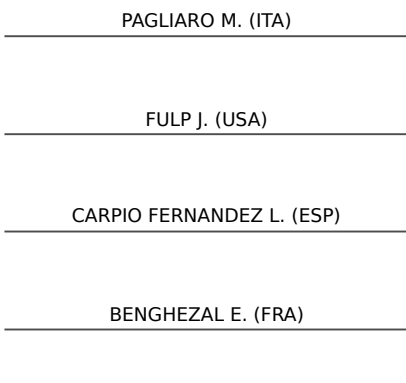 PAGLIARO M. (ITA)
FULP J. (USA)
CARPIO FERNANDEZ L. (ESP)
BENGHEZAL E. (FRA)